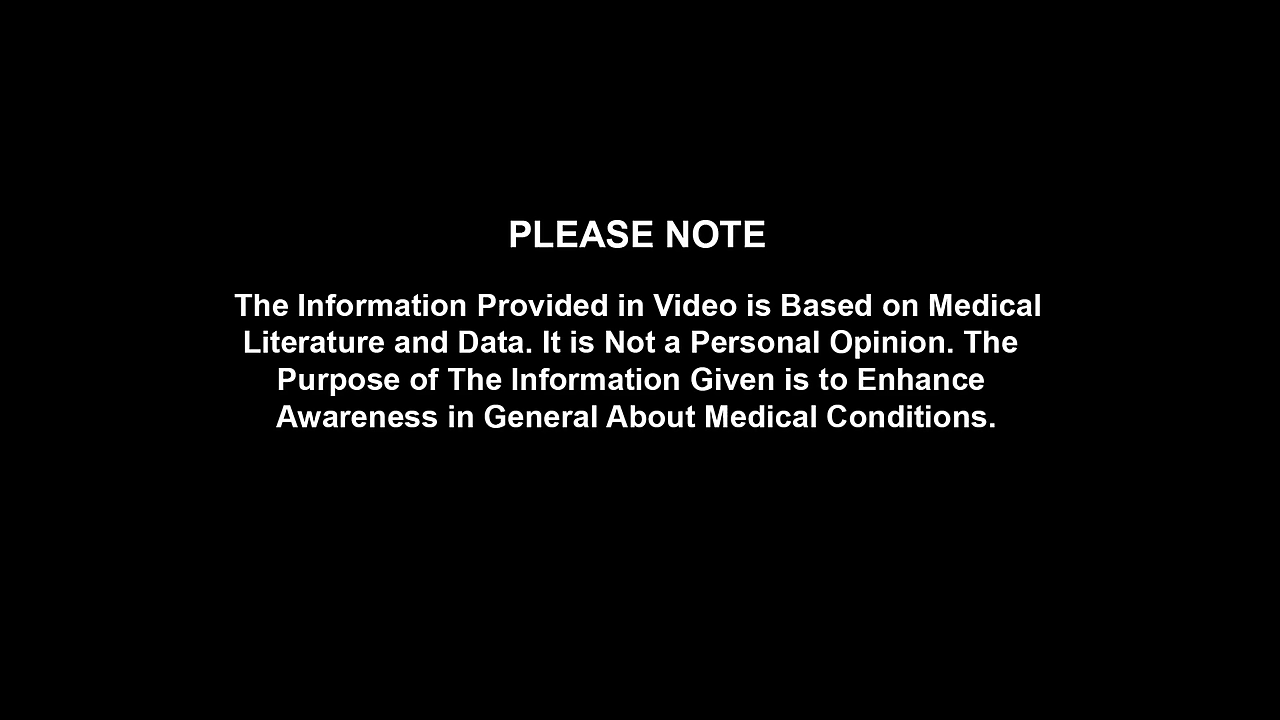 PLEASE NOTE
The Information Provided in Video is Based on Medical
Literature and Data. It is Not a Personal Opinion. The
Purpose of The Information Given is to Enhance
Awareness in General About Medical Conditions.